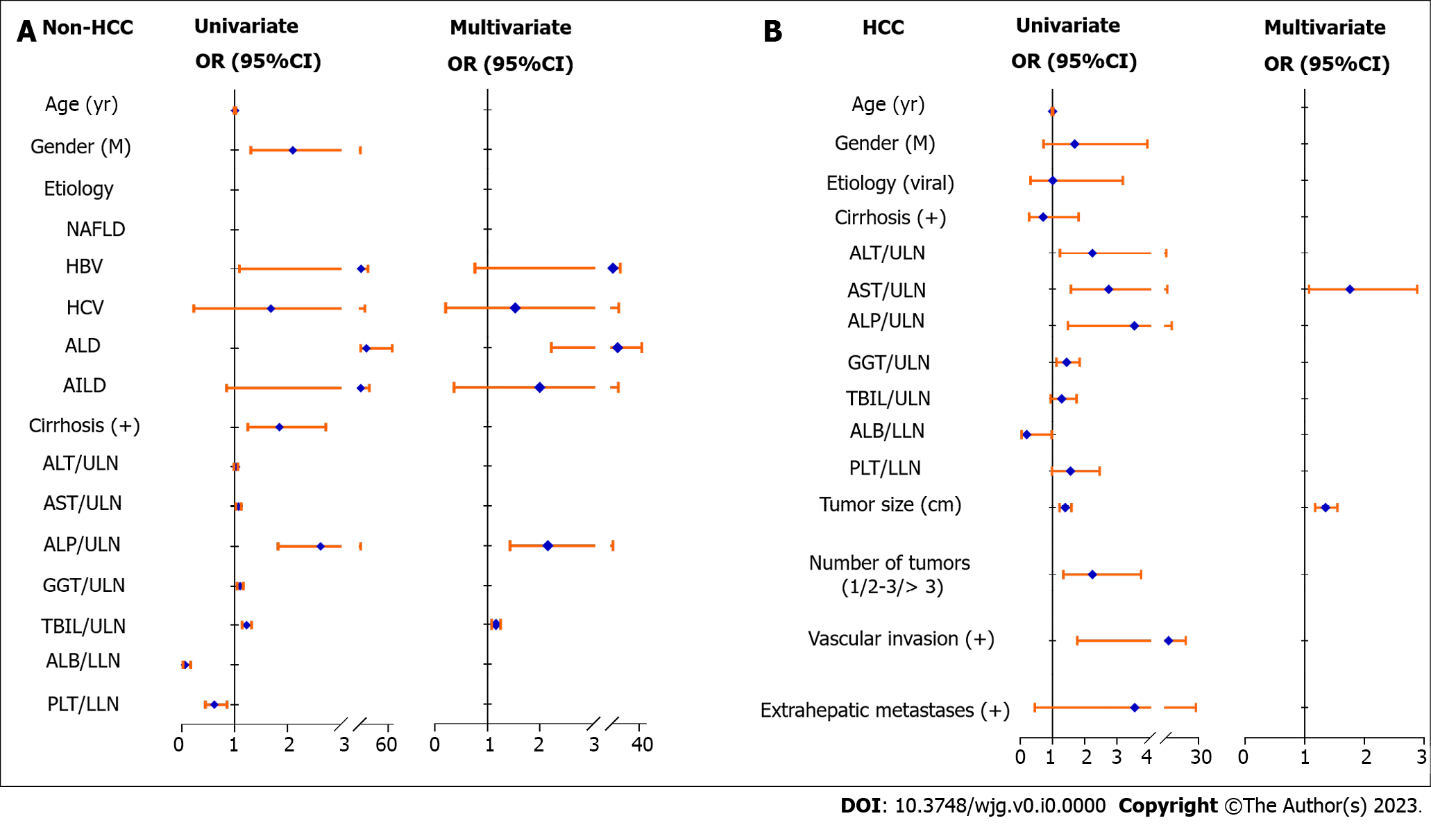 A Non-HCC Univariate Multivariate
OR (95%CI) OR (95%CI)
Age (yr)
Gender (M)
Etiology
NAFLD
HBV
HCV
ALD
AILD
Cirrhosis (+)
ALT/ULN
AST/ULN
ALP/ULN
GGT/ULN
TBIL/ULN
ALB/LLN
PLT/LLN
0 1 2 3 60 0 1 2 3 40
B HCC Univariate Multivariate
OR (95%CI) OR (95%CI)
Age (yr)
Gender (M)
Etiology (viral)
Cirrhosis (+)
ALT/ULN
AST/ULN
ALP/ULN
GGT/ULN
TBIL/ULN
ALB/LLN
PLT/LLN
Tumor size (cm)
Number of tumors
(1/2-3/> 3)
Vascular invasion (+)
Extrahepatic metastases (+)
0 1 2 3 4 30 0 1 2 3
DOI: 10.3748/wjg.v0.i0.0000 Copyright ©The Author(s) 2023.